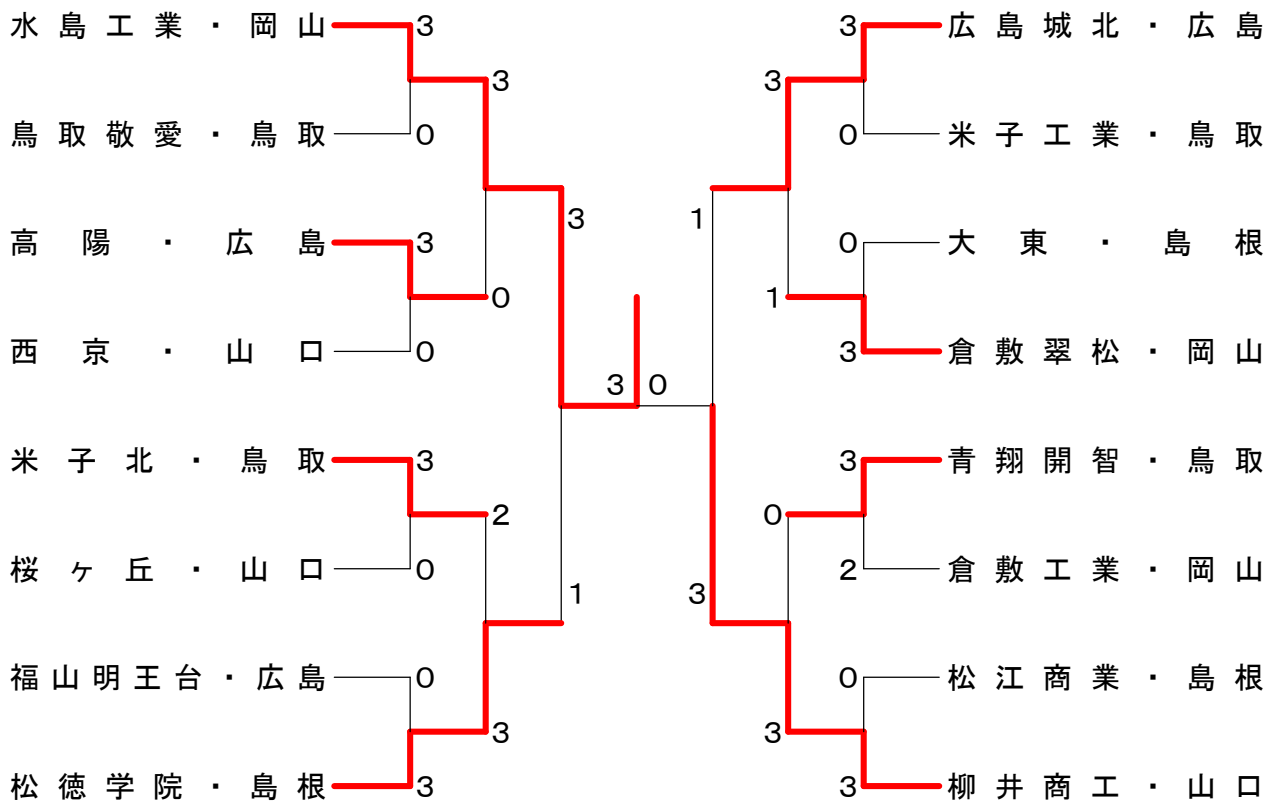 水島工業・岡山 3
3
鳥取敬愛・鳥取 0
3
高陽・広島 3
0
西京・山口 0
3 0
米子北・鳥取 3
2
桜ヶ丘・山口 0
1
福山明王台・広島 0
3
松徳学院・島根 3
3 広島城北・広島
3
0 米子工業・鳥取
1
0 大東・島根
1
3 倉敷翠松・岡山
3 青翔開智・鳥取
0
2 倉敷工業・岡山
3
0 松江商業・島根
3
3 柳井商工・山口